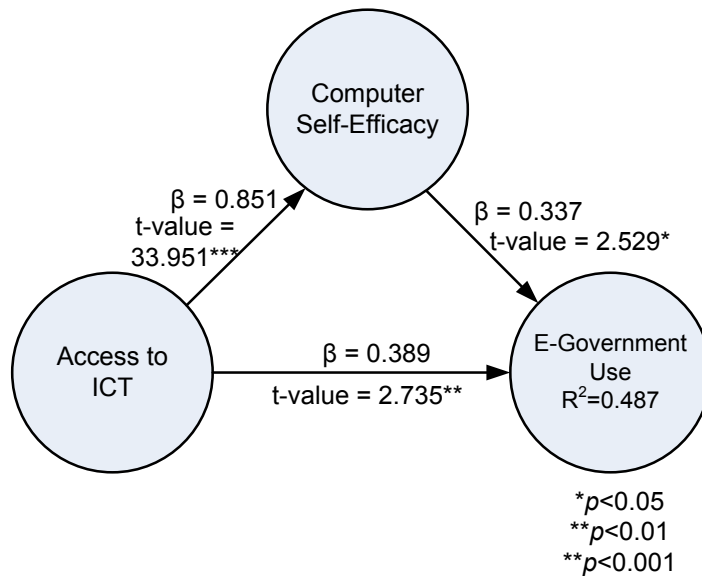 Computer
Self-Efficacy
β = 0.851
t-value =
33.951***
β = 0.337
t-value = 2.529*
Access to
ICT
β = 0.389
t-value = 2.735**
E-Government
Use
R²=0.487
*p<0.05
**p<0.01
**p<0.001